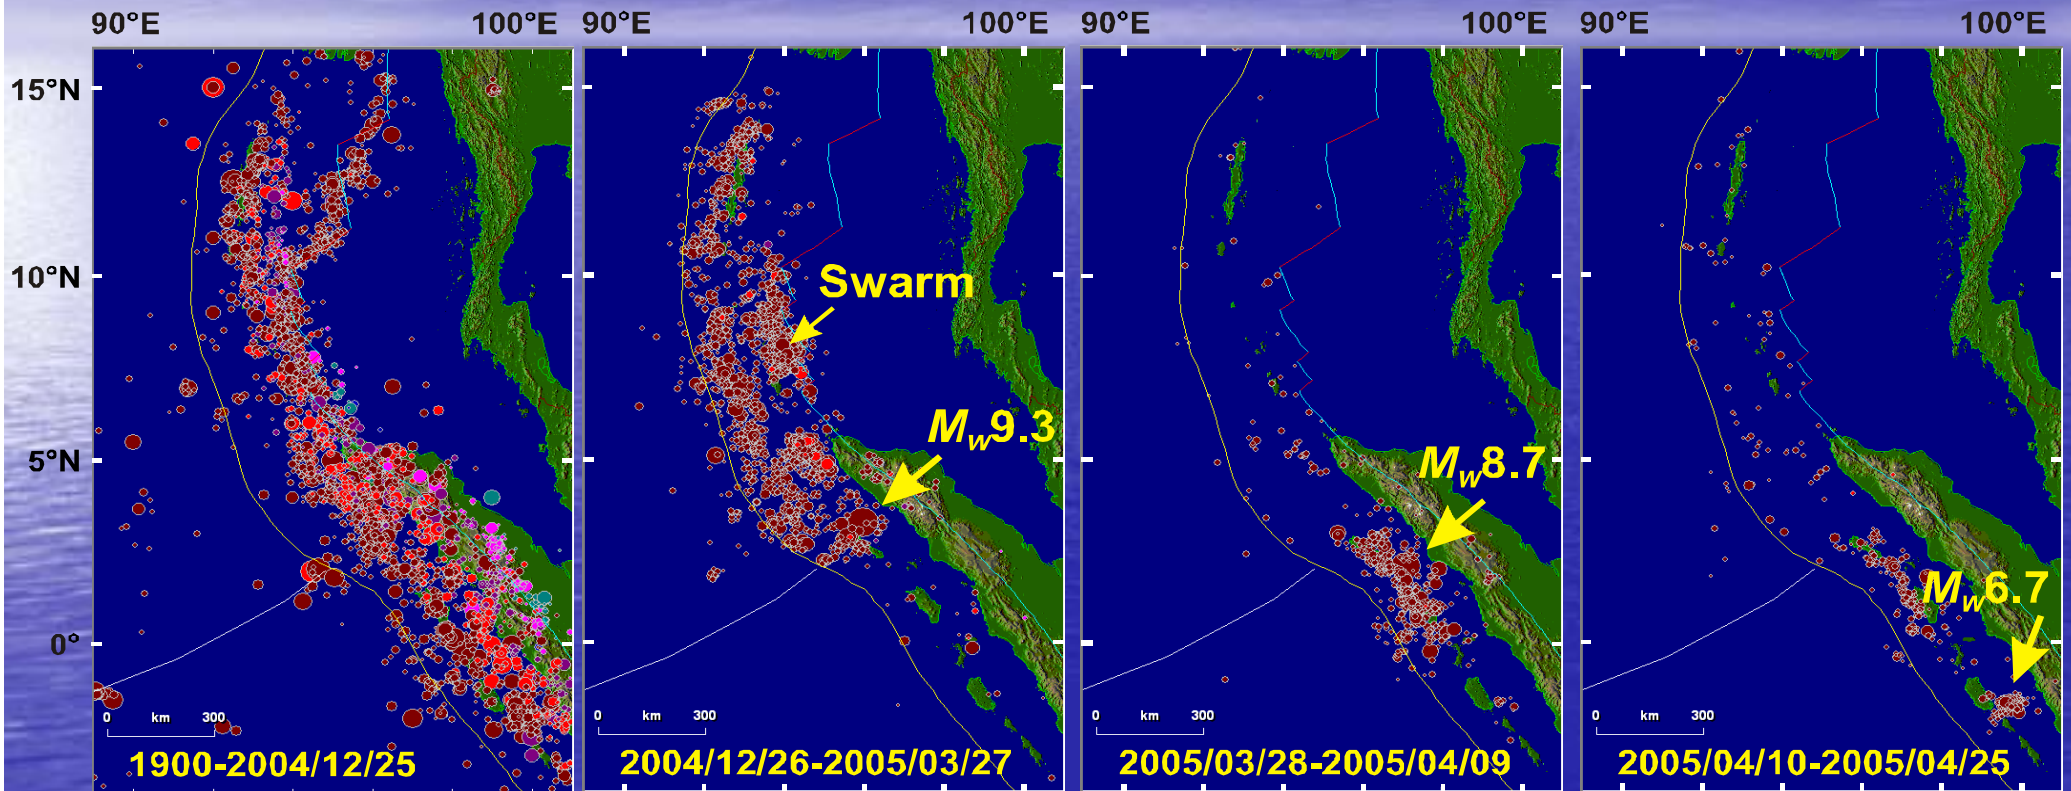 90°E 100°E 90°E 100°E 90°E 100°E 90°E 100°E
15°N
10°N
Swarm
Mw9.3
5°N
Mw8.7
Mw6.7
0°
0 km 300
0 km 300
0 km 300
0 km 300
1900-2004/12/25
2004/12/26-2005/03/27
2005/03/28-2005/04/09
2005/04/10-2005/04/25